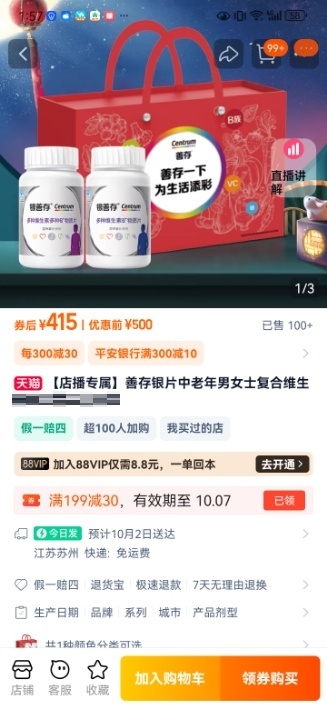 1:57
58
99+
Centrum
善存
善存一下
为生活添彩
B族
VC
银善存 Centrum
多种维生素多种矿物质片
银善存 Centrum
多种维生素矿物质片
直播讲
解
1/3
券后 ¥415 优惠前 ¥500
已售 100+
每300减30
平安银行满300减10
天猫 【店播专属】善存银片中老年男女士复合维生
假一赔四
超100人加购
我买过的店
88VIP 加入88VIP仅需8.8元，一单回本
去开通
券 满199减30，有效期至 10.07
已领
今日发 预计10月2日送达
江苏苏州 快递：免运费
假一赔四 退货宝 极速退款 7天无理由退换
生产日期 品牌 系列 城市 产品剂型
共1种颜色分类可选
店铺
客服
收藏
加入购物车
领券购买